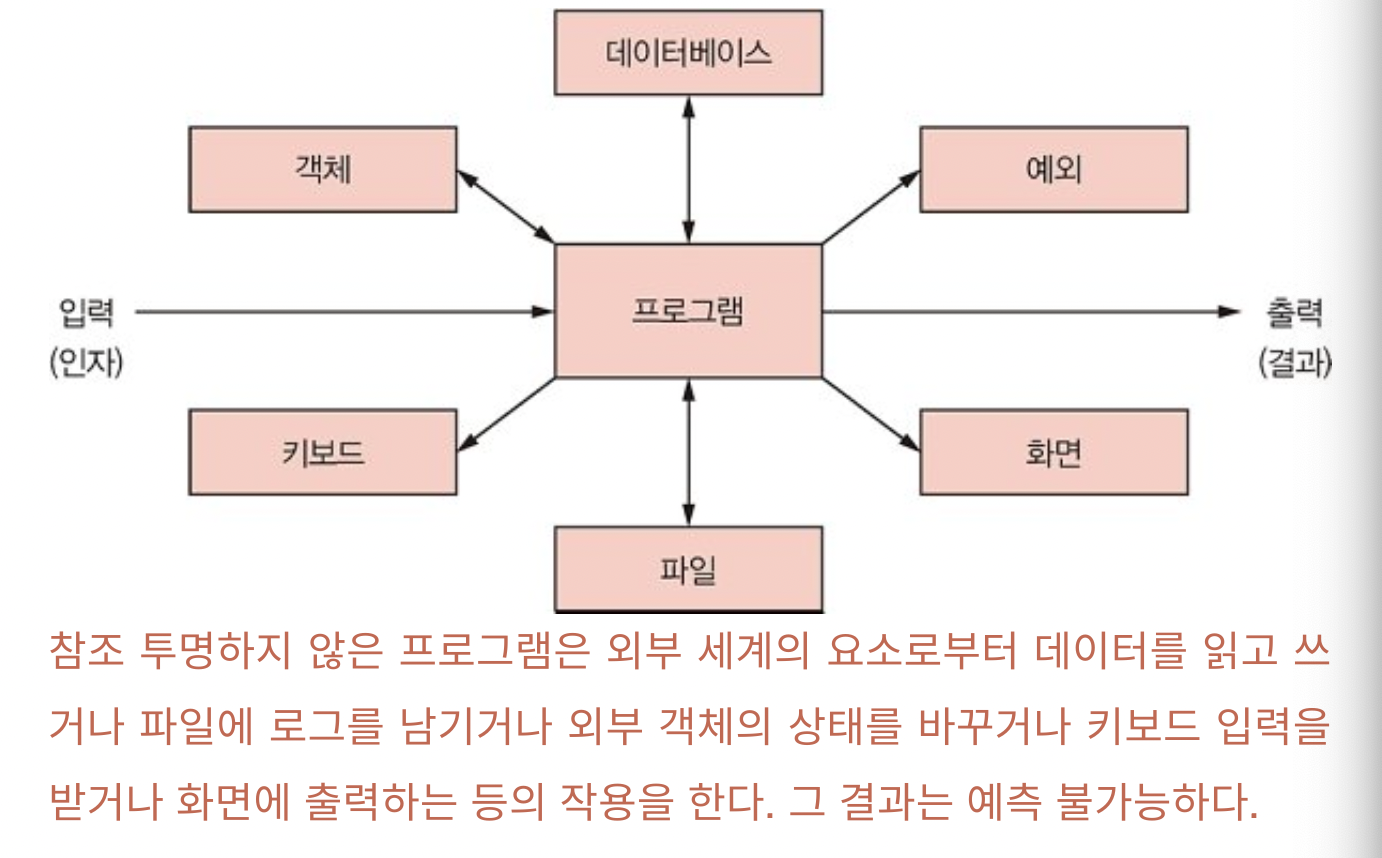 데이터베이스
객체
예외
입력
(인자)
프로그램
출력
(결과)
키보드
화면
파일
참조 투명하지 않은 프로그램은 외부 세계의 요소로부터 데이터를 읽고 쓰
거나 파일에 로그를 남기거나 외부 객체의 상태를 바꾸거나 키보드 입력을
받거나 화면에 출력하는 등의 작용을 한다. 그 결과는 예측 불가능하다.